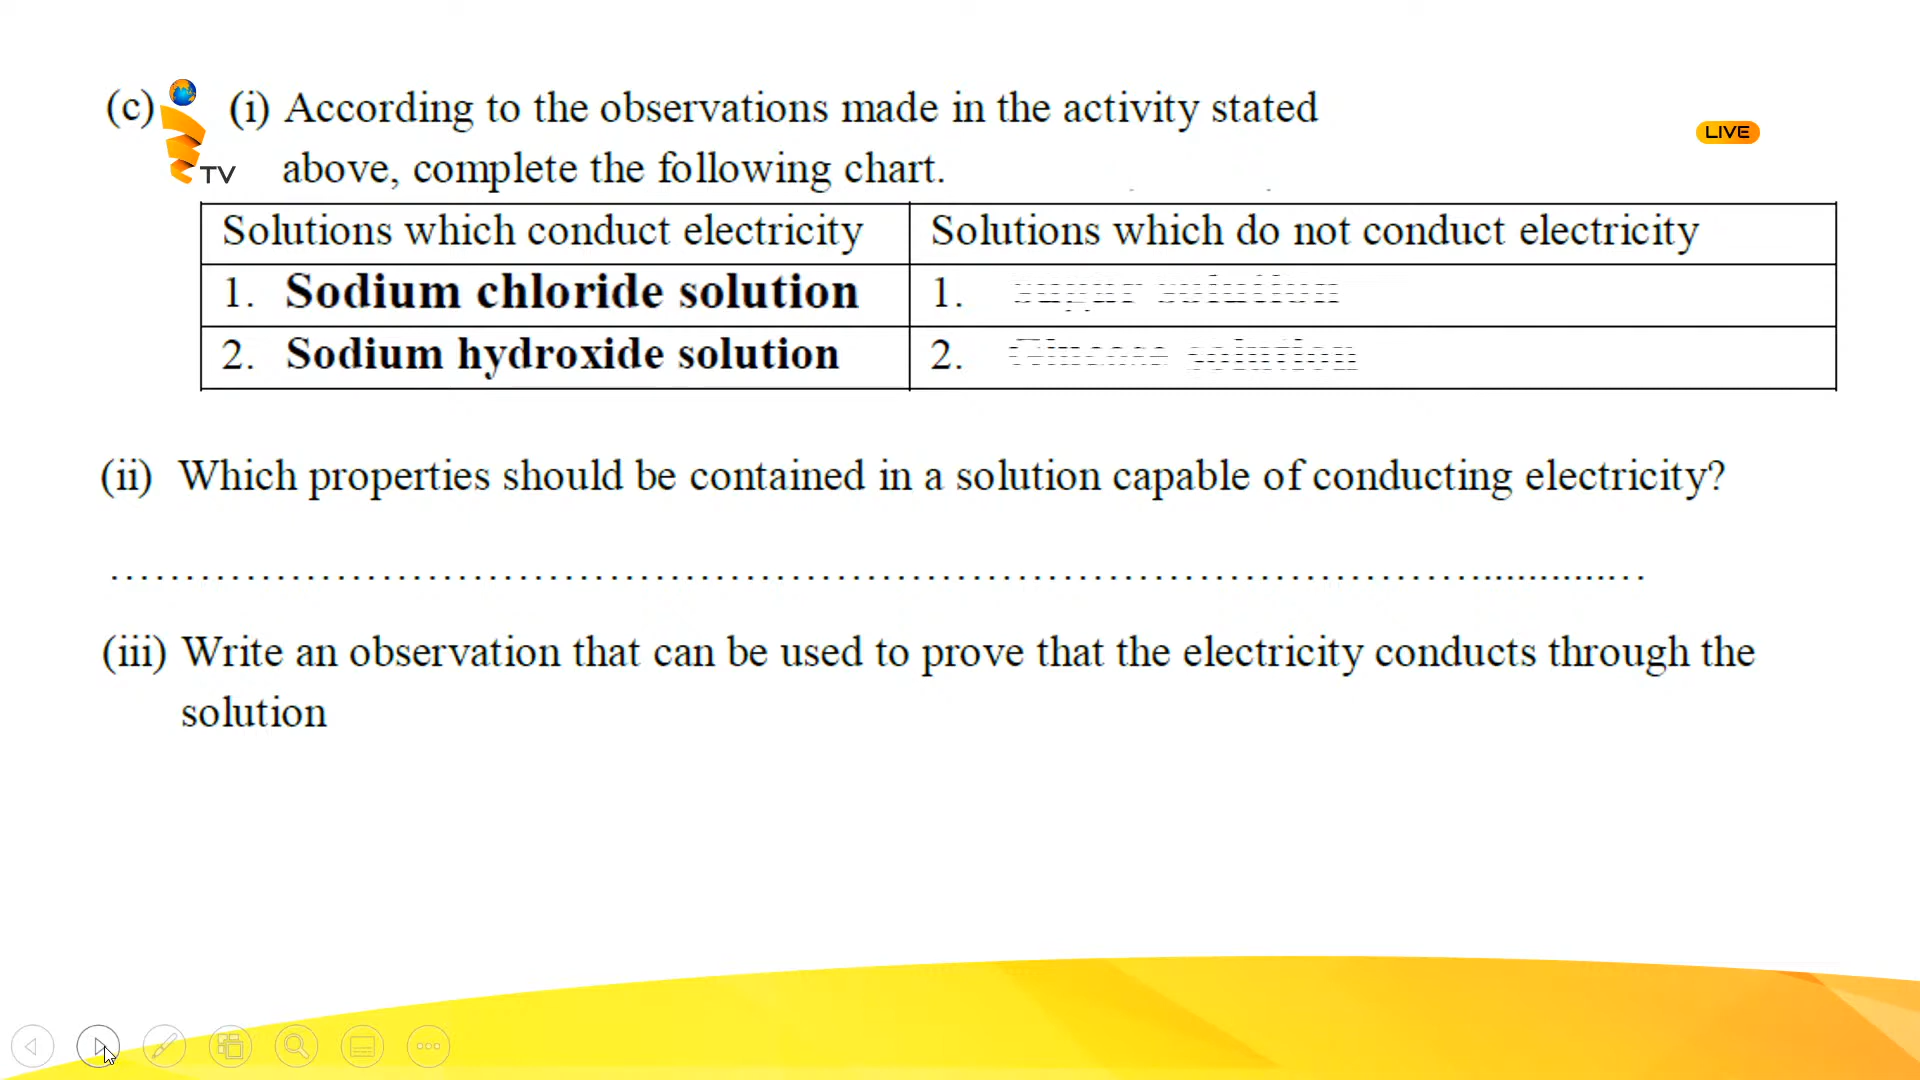 (c) (i) According to the observations made in the activity stated
above, complete the following chart.
TV
LIVE
Solutions which conduct electricity Solutions which do not conduct electricity
1. Sodium chloride solution 1. solution
2. Sodium hydroxide solution 2. Glucose solution
(ii) Which properties should be contained in a solution capable of conducting electricity?
(iii) Write an observation that can be used to prove that the electricity conducts through the
solution